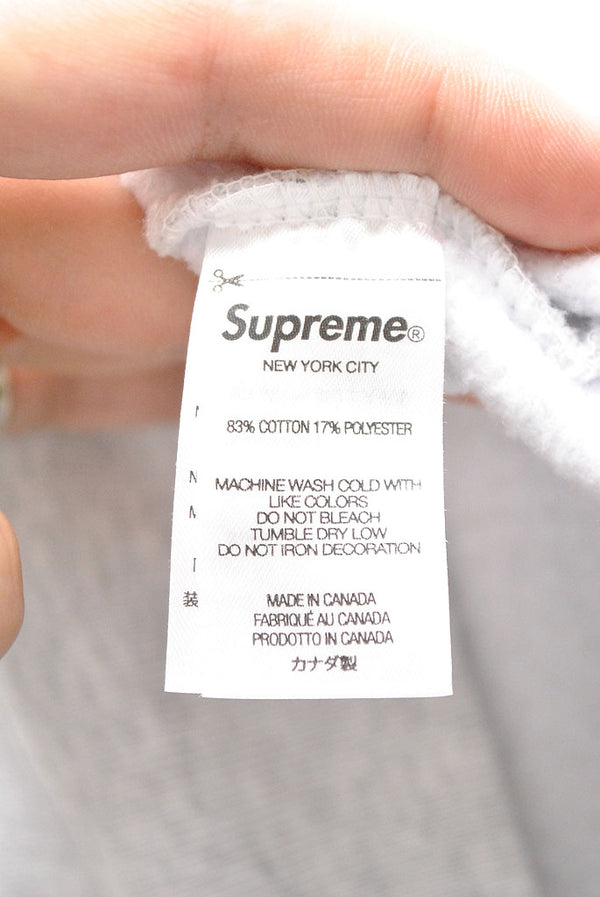 Supreme®
NEW YORK CITY
83% COTTON 17% POLYESTER
MACHINE WASH COLD WITH
LIKE COLORS
DO NOT BLEACH
TUMBLE DRY LOW
DO NOT IRON DECORATION
MADE IN CANADA
FABRIQUÉ AU CANADA
PRODOTTO IN CANADA
カナダ製
N
装